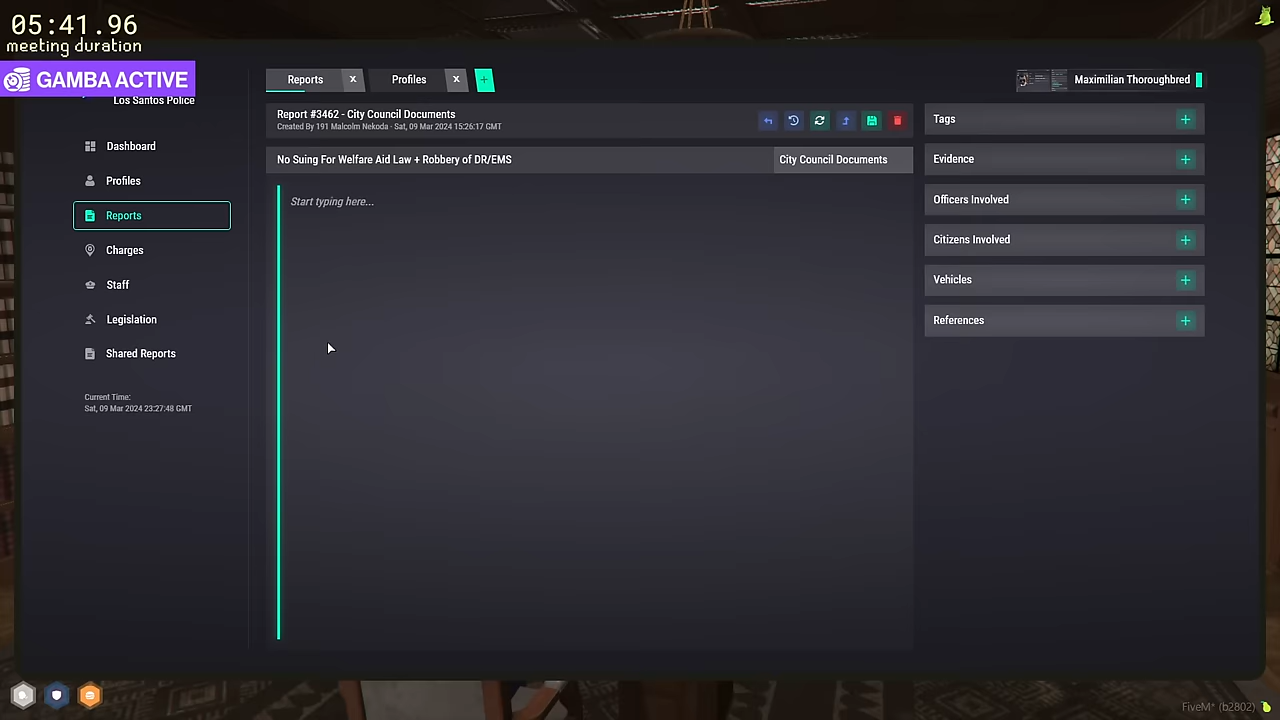 05:41.96
meeting duration
GAMBA ACTIVE
Los Santos Police
Dashboard
Profiles
Reports
Charges
Staff
Legislation
Shared Reports
Current Time:
Sat, 09 Mar 2024 23:27:48 GMT
Reports x Profiles x +
Maximilian Thoroughbred
Report #3462 - City Council Documents
Created By 191 Malcolm Nekoda - Sat, 09 Mar 2024 15:26:17 GMT
No Suing For Welfare Aid Law + Robbery of DR/EMS
City Council Documents
Start typing here...
Tags +
Evidence +
Officers Involved +
Citizens Involved +
Vehicles +
References +
FiveM* (b2802)